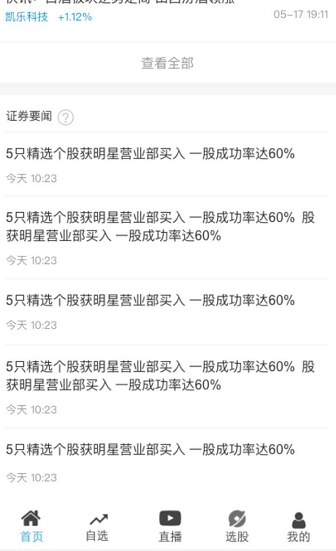 凯乐科技 +1.12%
05-17 19:11
查看全部
证券要闻 ?
5只精选个股获明星营业部买入 一股成功率达60%
今天 10:23
5只精选个股获明星营业部买入 一股成功率达60% 股
获明星营业部买入 一股成功率达60%
今天 10:23
5只精选个股获明星营业部买入 一股成功率达60%
今天 10:23
5只精选个股获明星营业部买入 一股成功率达60% 股
获明星营业部买入 一股成功率达60%
今天 10:23
5只精选个股获明星营业部买入 一股成功率达60%
今天 10:23
首页 自选 直播 选股 我的